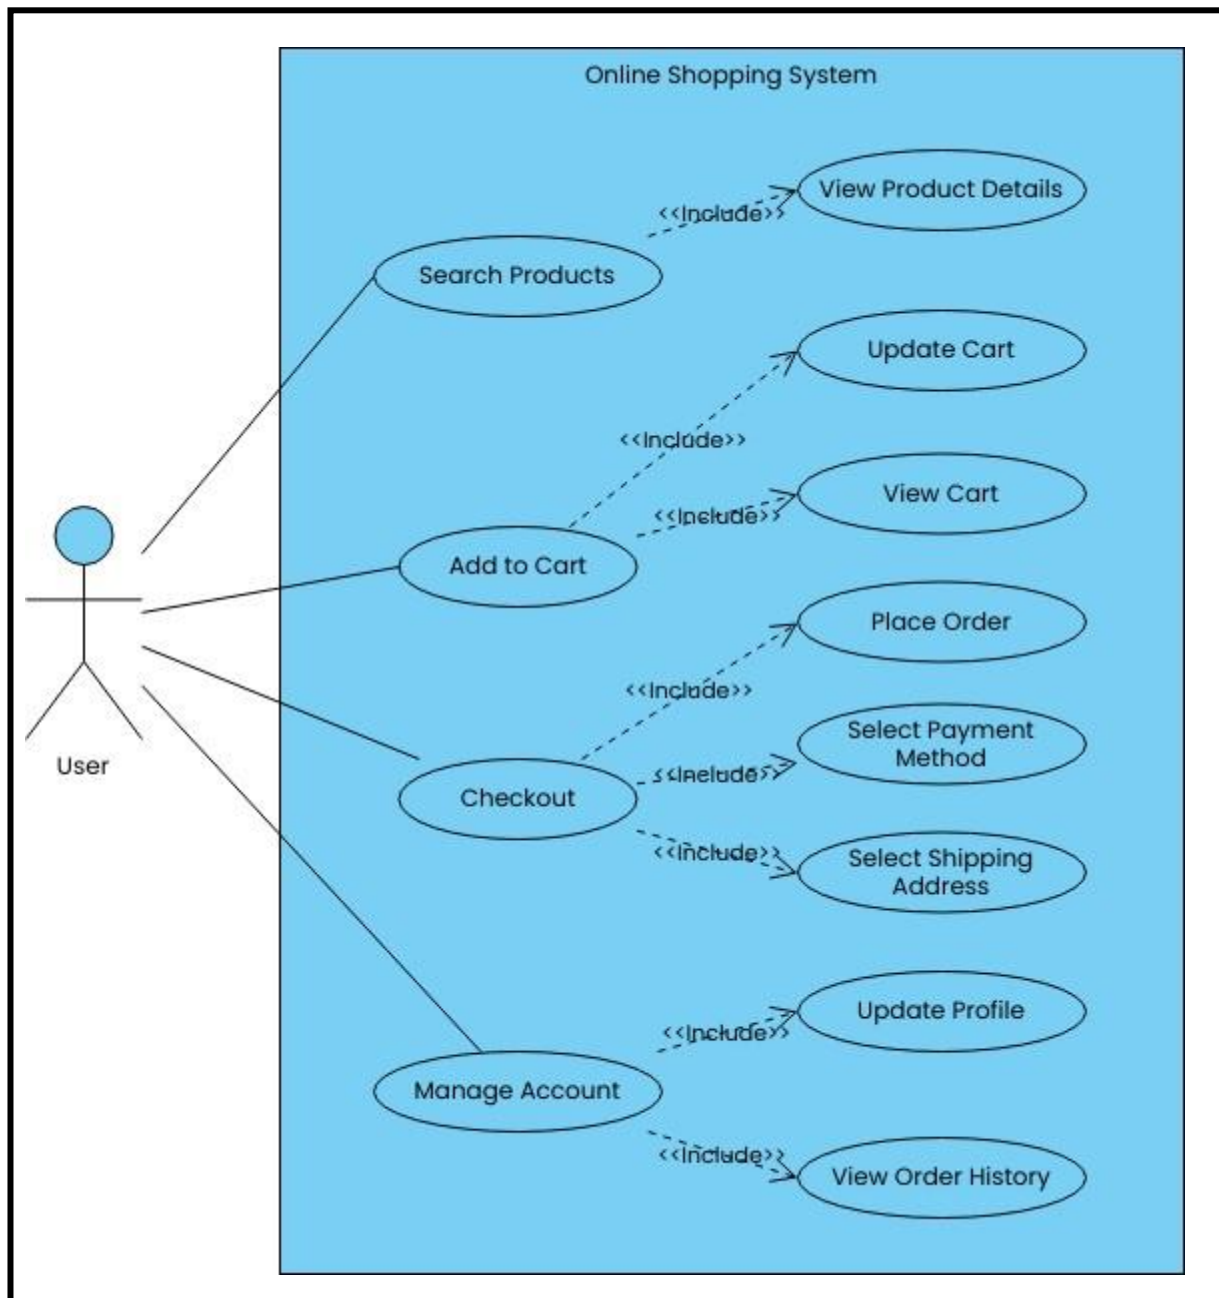 Online Shopping System
View Product Details
<<Include>>
Search Products
Update Cart
<<Include>>
View Cart
<<Include>>
Add to Cart
Place Order
<<Include>>
Select Payment
Method
<<Include>>
User
Checkout
<<Include>>
Select Shipping
Address
Update Profile
<<Include>>
Manage Account
<<Include>>
View Order History